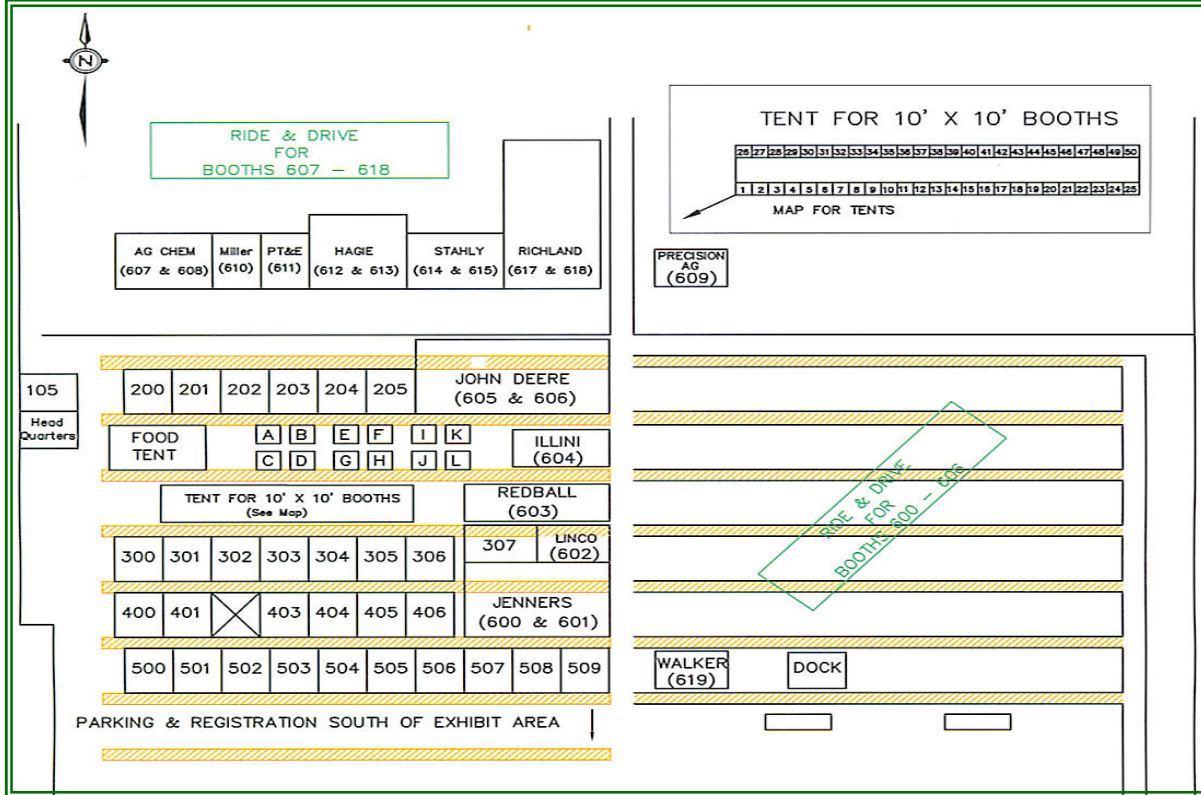 N
RIDE & DRIVE
FOR
BOOTHS 607 – 618
TENT FOR 10' X 10' BOOTHS
26 27 28 29 30 31 32 33 34 35 36 37 38 39 40 41 42 43 44 45 46 47 48 49 50
1 2 3 4 5 6 7 8 9 10 11 12 13 14 15 16 17 18 19 20 21 22 23 24 25
MAP FOR TENTS
AG CHEM
(607 & 608)
Miller
(610)
PT&E
(611)
HAGIE
(612 & 613)
STAHLY
(614 & 615)
RICHLAND
(617 & 618)
PRECISION
AG
(609)
105
Head
Quarters
200 201 202 203 204 205
JOHN DEERE
(605 & 606)
FOOD
TENT
A B E F I K
C D G H J L
ILLINI
(604)
TENT FOR 10' X 10' BOOTHS
(See Map)
REDBALL
(603)
RIDE & DRIVE
FOR
BOOTHS 600 – 606
300 301 302 303 304 305 306
307
LINCO
(602)
400 401 403 404 405 406
JENNERS
(600 & 601)
500 501 502 503 504 505 506 507 508 509
WALKER
(619)
DOCK
PARKING & REGISTRATION SOUTH OF EXHIBIT AREA